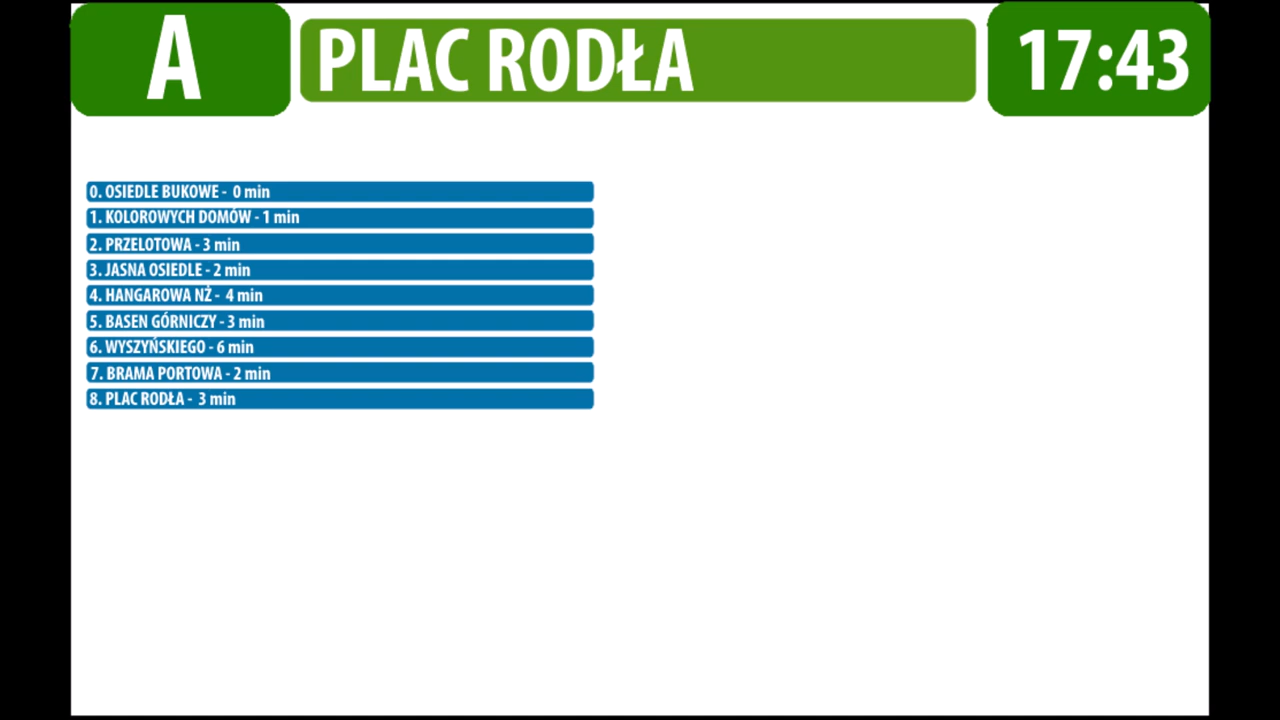 A
PLAC RODŁA
17:43
0. OSIEDLE BUKOWE - 0 min
1. KOLOROWYCH DOMÓW - 1 min
2. PRZELOTOWA - 3 min
3. JASNA OSIEDLE - 2 min
4. HANGAROWA NŻ - 4 min
5. BASEN GÓRNICZY - 3 min
6. WYSZYŃSKIEGO - 6 min
7. BRAMA PORTOWA - 2 min
8. PLAC RODŁA - 3 min